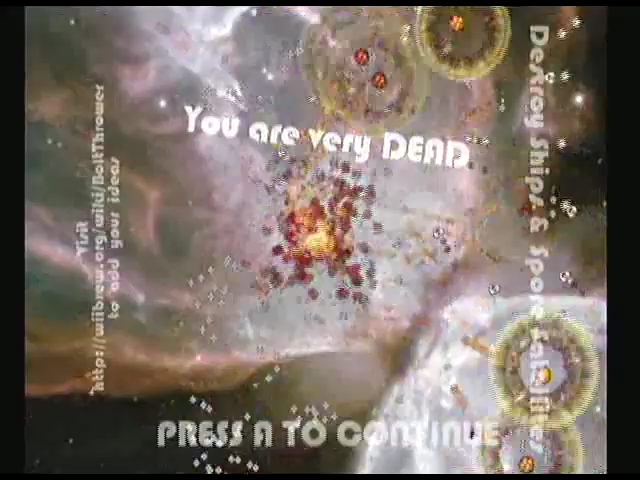 You are very DEAD
Visit
http://wiibrew.org/wiki/BoltThrower
to add your ideas
Destroy Ships & Spore Satellites
PRESS A TO CONTINUE